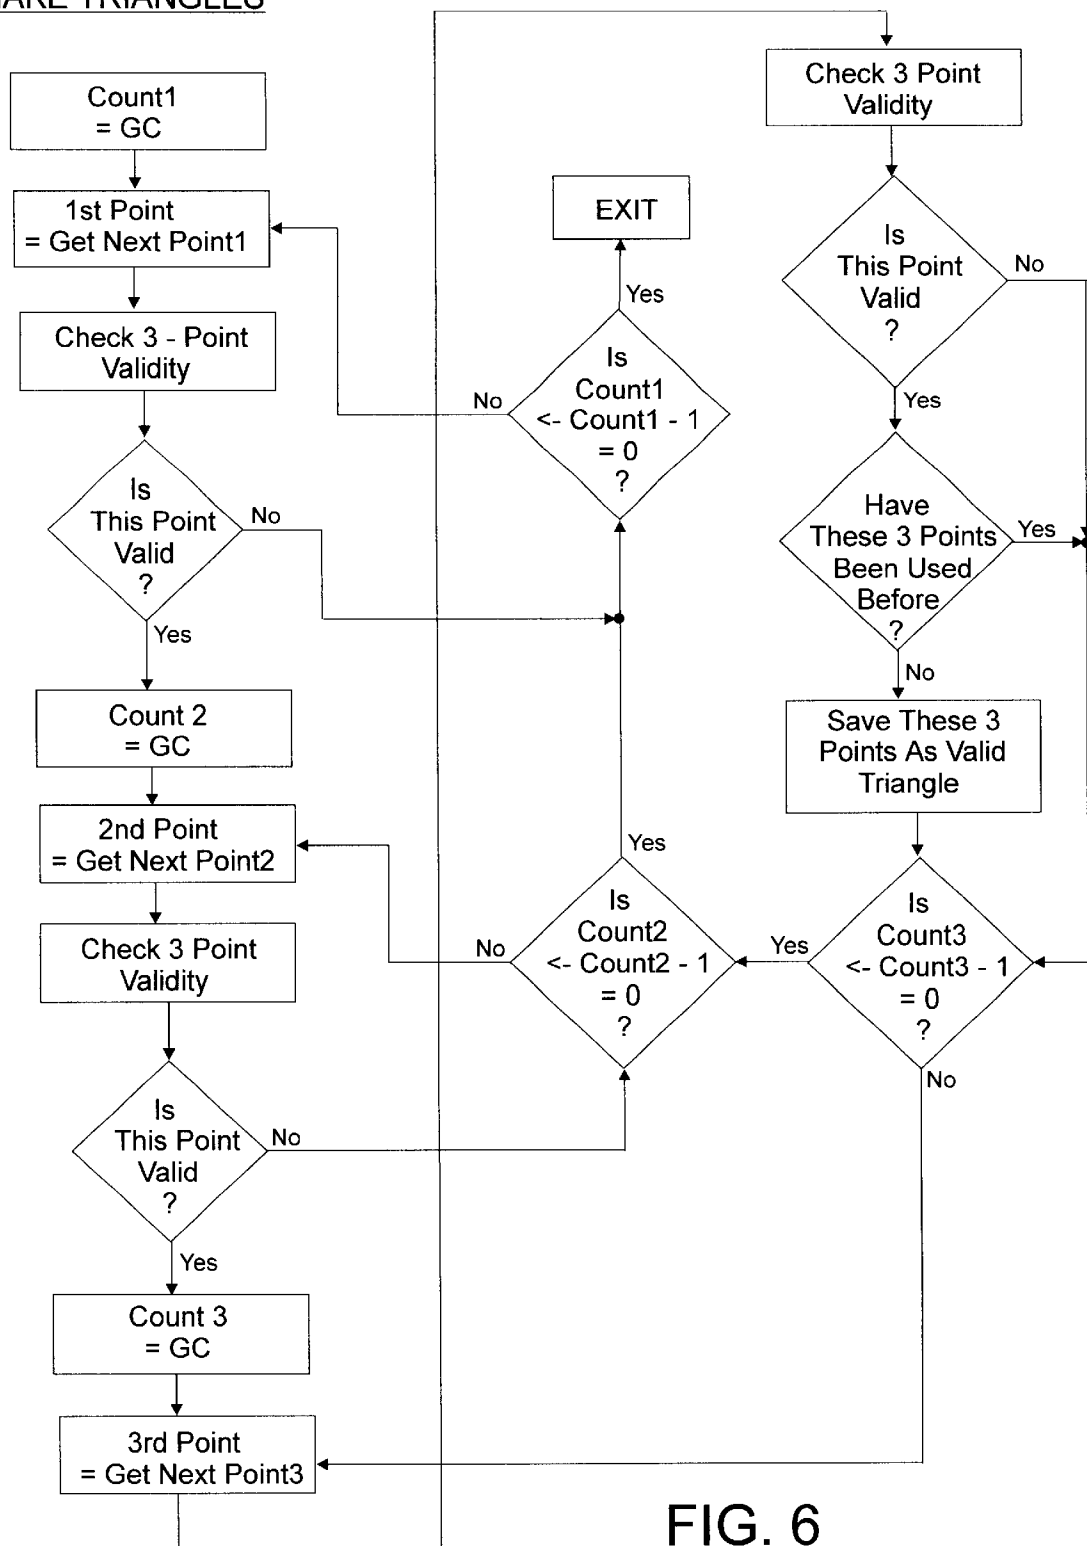 TRIANGLES
Count1
= GC
1st Point
= Get Next Point1
Check 3 - Point
Validity
Is
This Point
Valid
?
No
Yes
Count 2
= GC
2nd Point
= Get Next Point2
Check 3 Point
Validity
Is
This Point
Valid
?
No
Yes
Count 3
= GC
3rd Point
= Get Next Point3
EXIT
Yes
Is
Count1
<- Count1 - 1
= 0
?
No
Yes
Is
Count2
<- Count2 - 1
= 0
?
No
Check 3 Point
Validity
Is
This Point
Valid
?
No
Yes
Have
These 3 Points
Been Used
Before
?
Yes
No
Save These 3
Points As Valid
Triangle
Is
Count3
<- Count3 - 1
= 0
?
Yes
No
FIG. 6